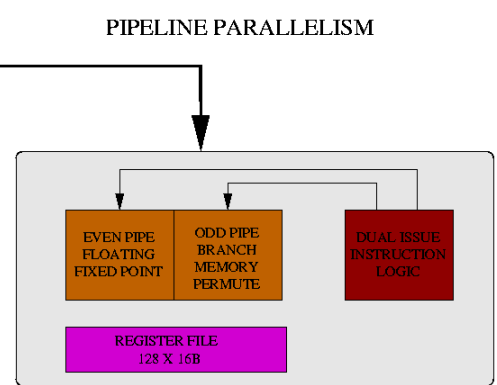 PIPELINE PARALLELISM
EVEN PIPE
FLOATING
FIXED POINT
ODD PIPE
BRANCH
MEMORY
PERMUTE
DUAL ISSUE
INSTRUCTION
LOGIC
REGISTER FILE
128 X 16B